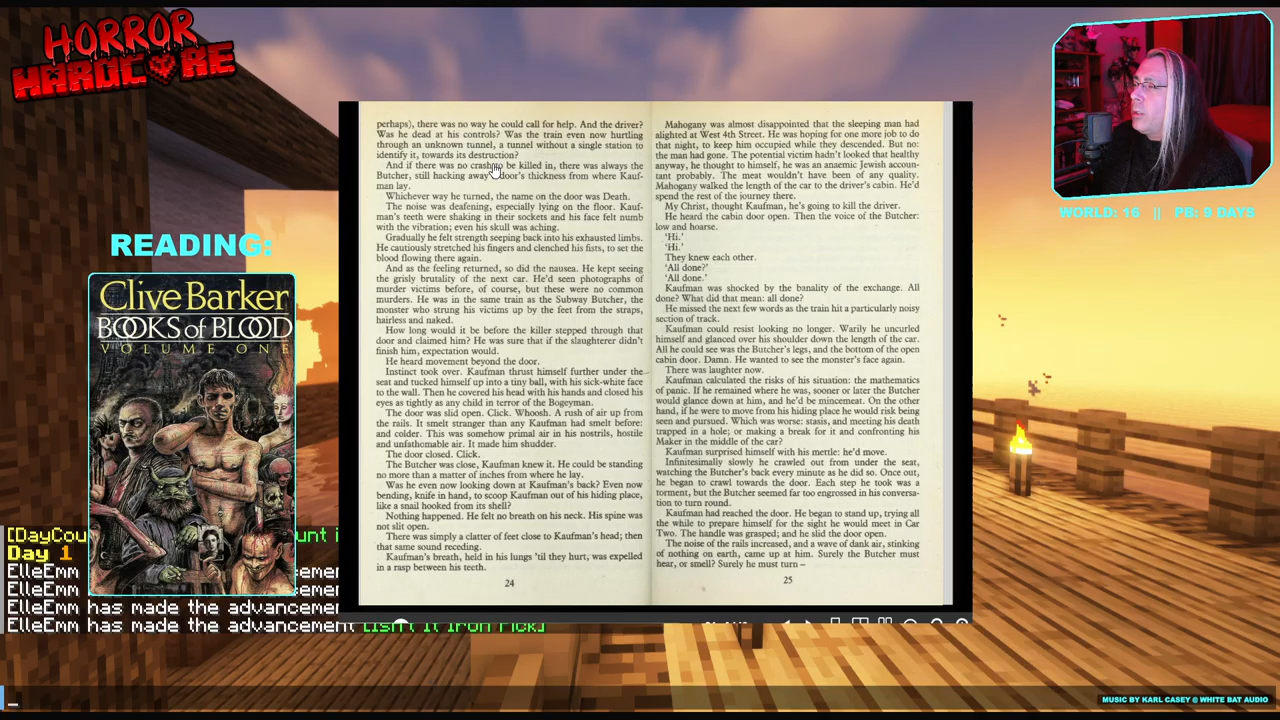 HORROR
HARDCORE
READING:
Clive Barker
BOOKS of BLOOD
VOLUME ONE
perhaps), there was no way he could call for help. And the driver?
Was he dead at his controls? Was the train even now hurtling
through an unknown tunnel, a tunnel without a single station to
identify it, towards its destruction?
And if there was no crash to be killed in, there was always the
Butcher, still hacking away a door's thickness from where Kauf-
man lay.
Whichever way he turned, the name on the door was Death.
The noise was deafening, especially lying on the floor. Kauf-
man's teeth were shaking in their sockets and his face felt numb
with the vibration; even his skull was aching.
Gradually he felt strength seeping back into his exhausted limbs.
He cautiously stretched his fingers and clenched his fists, to set the
blood flowing there again.
And as the feeling returned, so did the nausea. He kept seeing
the grisly brutality of the next car. He'd seen photographs of
murder victims before, of course, but these were no common
murders. He was in the same train as the Subway Butcher, the
monster who strung his victims up by the feet from the straps,
hairless and naked.
How long would it be before the killer stepped through that
door and claimed him? He was sure that if the slaughterer didn't
finish him, expectation would.
He heard movement beyond the door.
Instinct took over. Kaufman thrust himself further under the
seat and tucked himself up into a tiny ball, with his sick-white face
to the wall. Then he covered his head with his hands and closed his
eyes as tightly as any child in terror of the Bogeyman.
The door was slid open. Click. Whoosh. A rush of air up from
the rails. It smelt stranger than any Kaufman had smelt before:
and colder. This was somehow primal air in his nostrils, hostile
and unfathomable air. It made him shudder.
The door closed. Click.
The Butcher was close, Kaufman knew it. He could be standing
no more than a matter of inches from where he lay.
Was he even now looking down at Kaufman's back? Even now
bending, knife in hand, to scoop Kaufman out of his hiding place,
like a snail hooked from its shell?
Nothing happened. He felt no breath on his neck. His spine was
not slit open.
There was simply a clatter of feet close to Kaufman's head; then
that same sound receding.
Kaufman's breath, held in his lungs 'til they hurt, was expelled
in a rasp between his teeth.
24
Mahogany was almost disappointed that the sleeping man had
alighted at West 4th Street. He was hoping for one more job to do
that night, to keep him occupied while they descended. But no:
the man had gone. The potential victim hadn't looked that healthy
anyway, he thought to himself, he was an anaemic Jewish accoun-
tant probably. The meat wouldn't have been of any quality.
Mahogany walked the length of the car to the driver's cabin. He'd
spend the rest of the journey there.
My Christ, thought Kaufman, he's going to kill the driver.
He heard the cabin door open. Then the voice of the Butcher:
low and hoarse.
'Hi.'
'Hi.'
They knew each other.
'All done?'
'All done.'
Kaufman was shocked by the banality of the exchange. All
done? What did that mean: all done?
He missed the next few words as the train hit a particularly noisy
section of track.
Kaufman could resist looking no longer. Warily he uncurled
himself and glanced over his shoulder down the length of the car.
All he could see was the Butcher's legs, and the bottom of the open
cabin door. Damn. He wanted to see the monster's face again.
There was laughter now.
Kaufman calculated the risks of his situation: the mathematics
of panic. If he remained where he was, sooner or later the Butcher
would glance down at him, and he'd be mincemeat. On the other
hand, if he were to move from his hiding place he would risk being
seen and pursued. Which was worse: stasis, and meeting his death
trapped in a hole; or making a break for it and confronting his
Maker in the middle of the car?
Kaufman surprised himself with his mettle: he'd move.
Infinitesimally slowly he crawled out from under the seat,
watching the Butcher's back every minute as he did so. Once out,
he began to crawl towards the door. Each step he took was a
torment, but the Butcher seemed far too engrossed in his conversa-
tion to turn round.
Kaufman had reached the door. He began to stand up, trying all
the while to prepare himself for the sight he would meet in Car
Two. The handle was grasped; and he slid the door open.
The noise of the rails increased, and a wave of dank air, stinking
of nothing on earth, came up at him. Surely the Butcher must
hear, or smell? Surely he must turn –
25
WORLD: 16 || PB: 9 DAYS
[DayCou
Day 1
ElleEmm has made the advancement [Isn't It Iron Pick]
MUSIC BY KARL CASEY @ WHITE BAT AUDIO